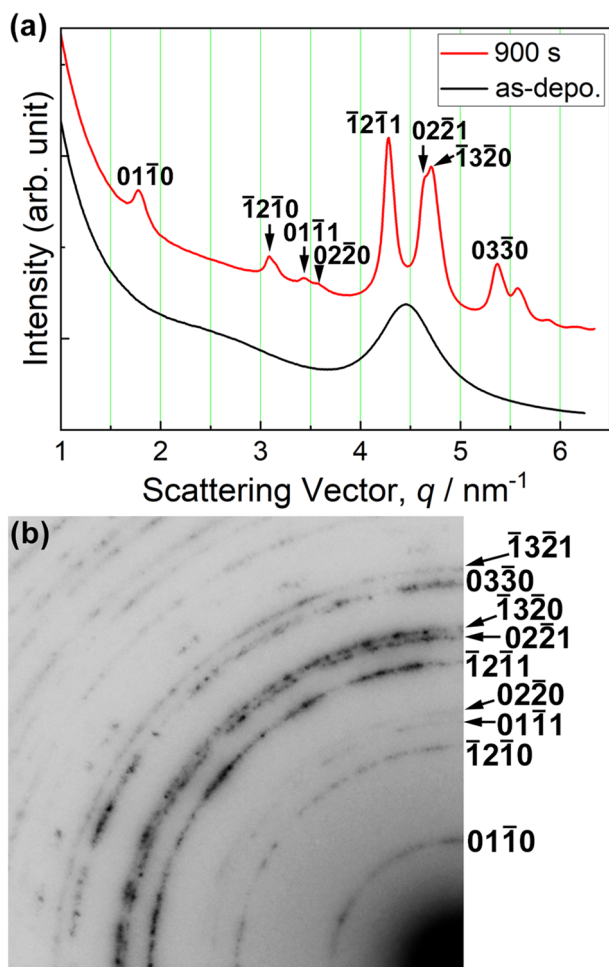 (a)
900 s
as-depo.
1̅21̅1
022̅1
1̅32̅0
011̅0
1̅21̅0
011̅1
022̅0
033̅0
Intensity (arb. unit)
1 2 3 4 5 6
Scattering Vector, q / nm⁻¹
(b)
1̅32̅1
033̅0
1̅32̅0
022̅1
1̅21̅1
022̅0
011̅1
1̅21̅0
011̅0